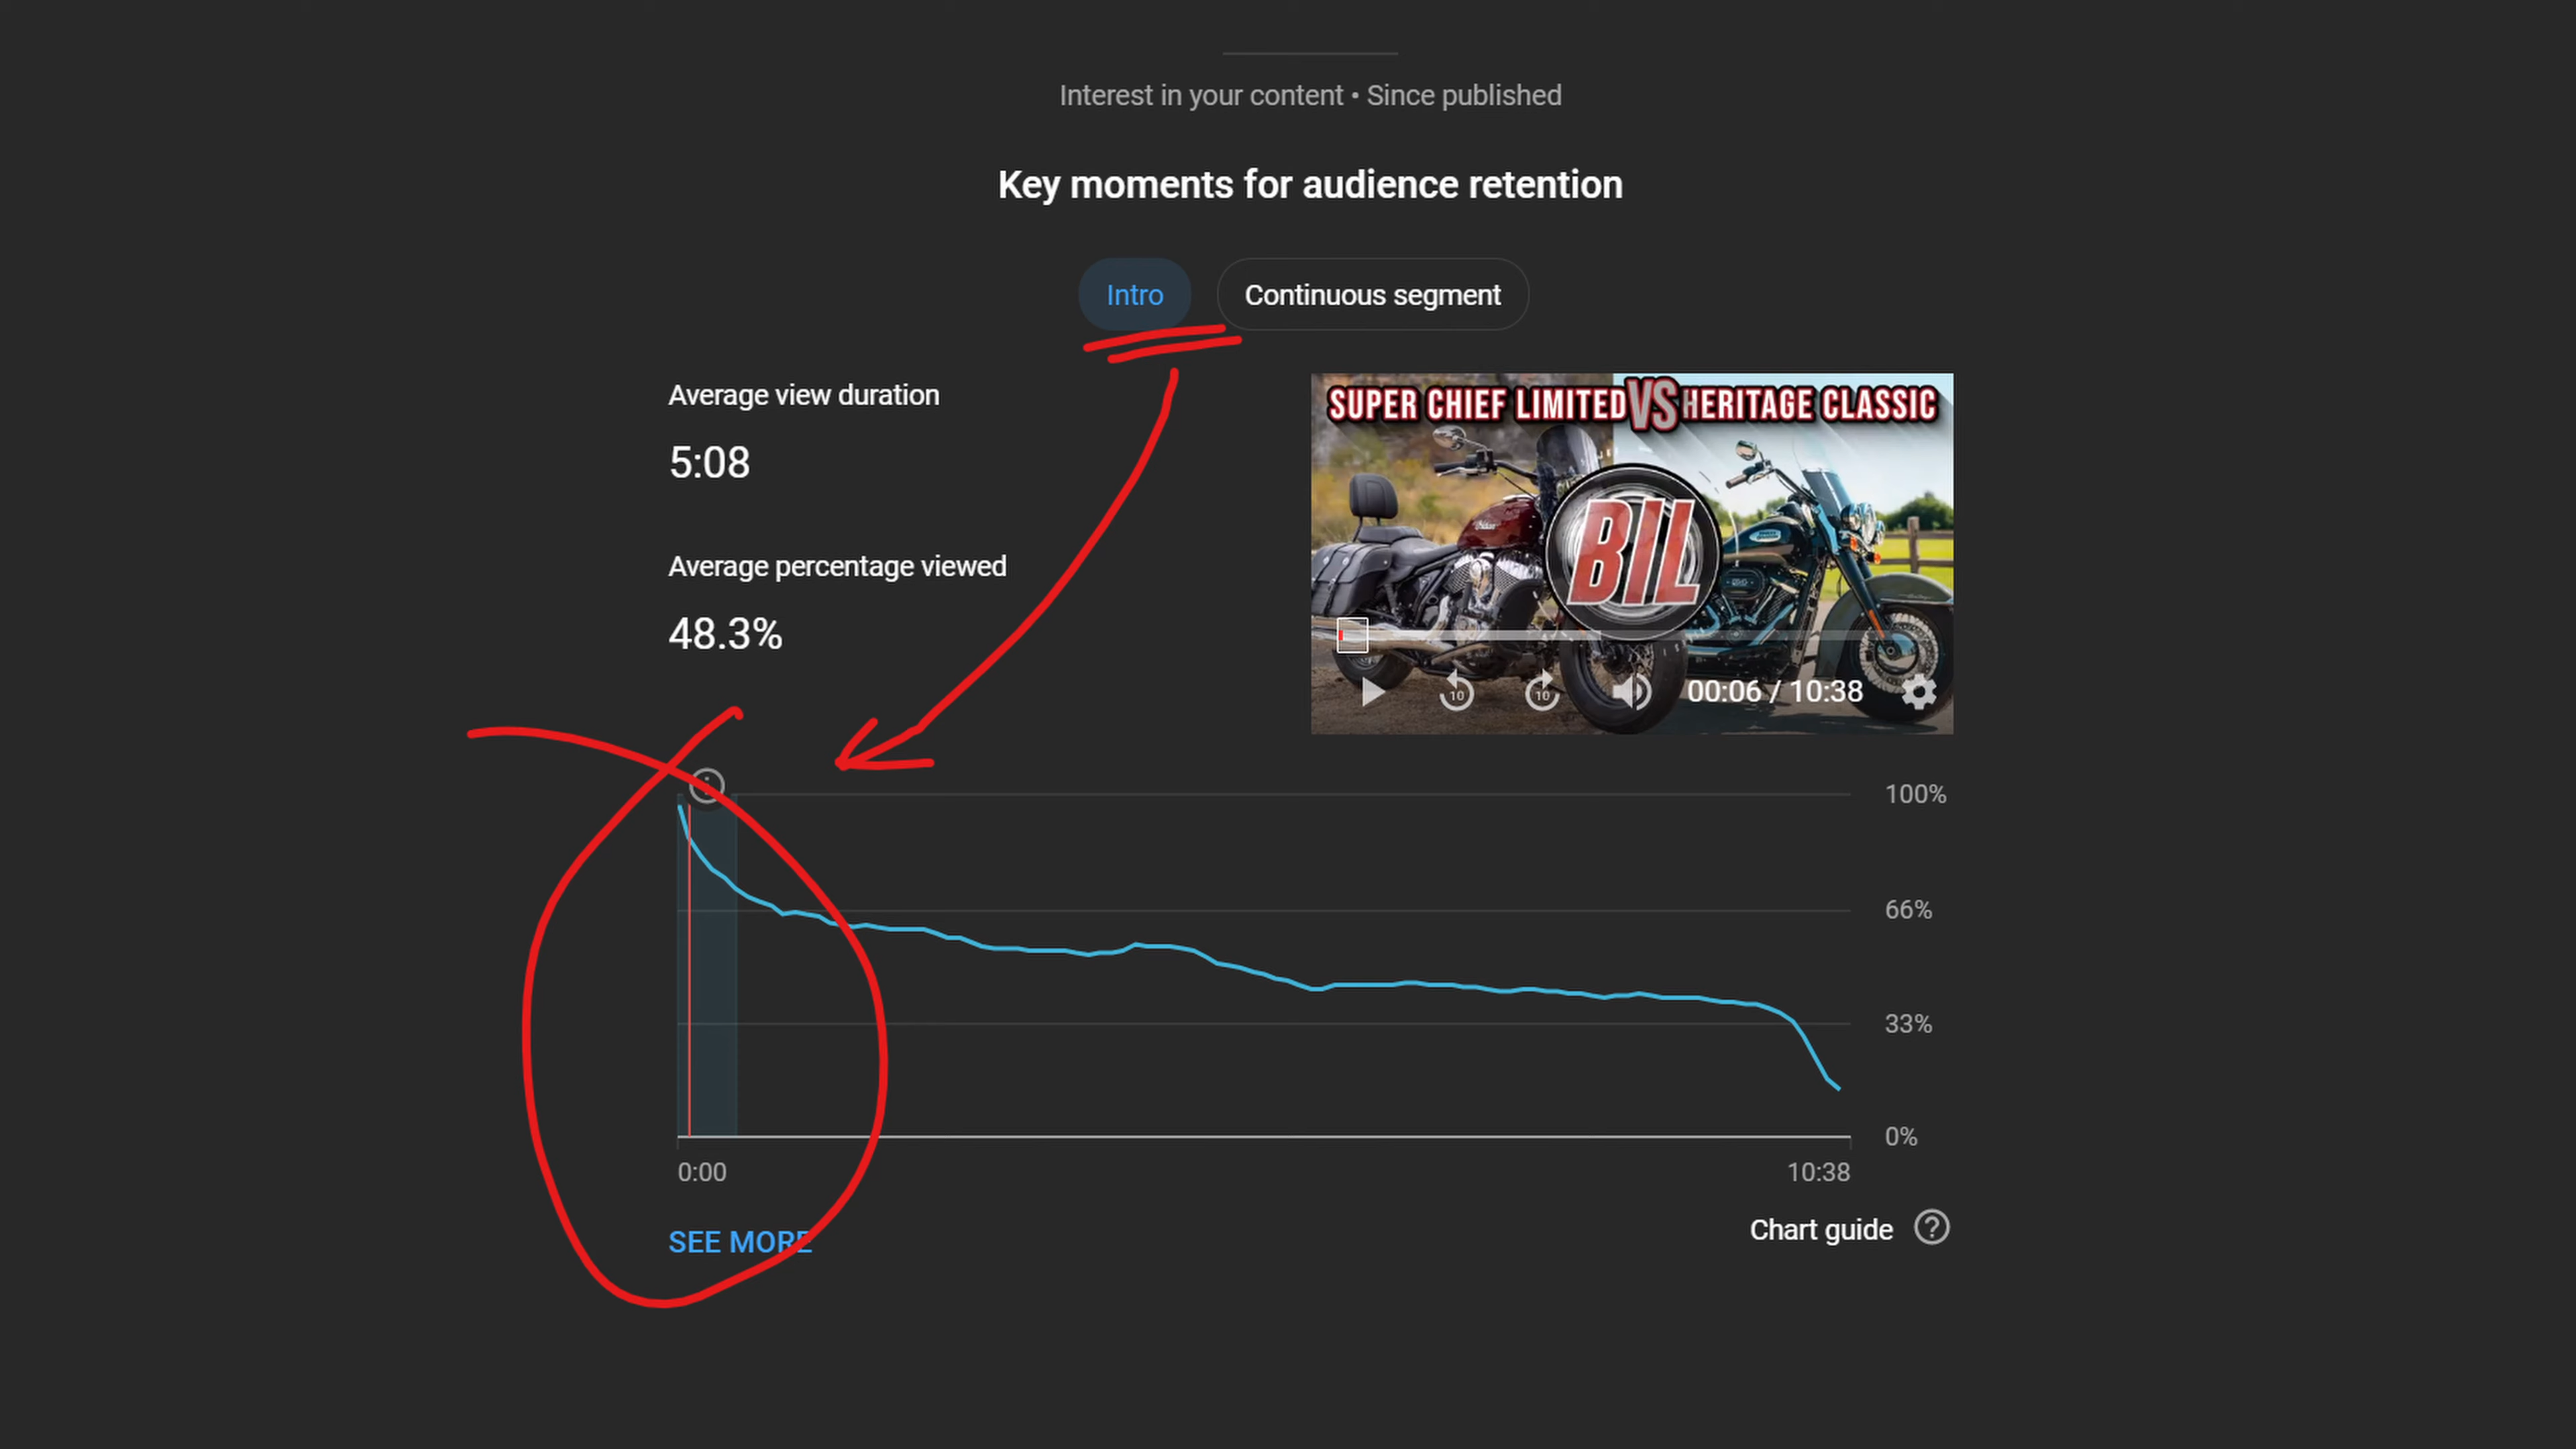 Interest in your content • Since published
Key moments for audience retention
Intro
Continuous segment
Average view duration
5:08
Average percentage viewed
48.3%
SUPER CHIEF LIMITED VS HERITAGE CLASSIC
BIL
10
10
00:06 / 10:38
100%
66%
33%
0%
0:00
10:38
SEE MORE
Chart guide